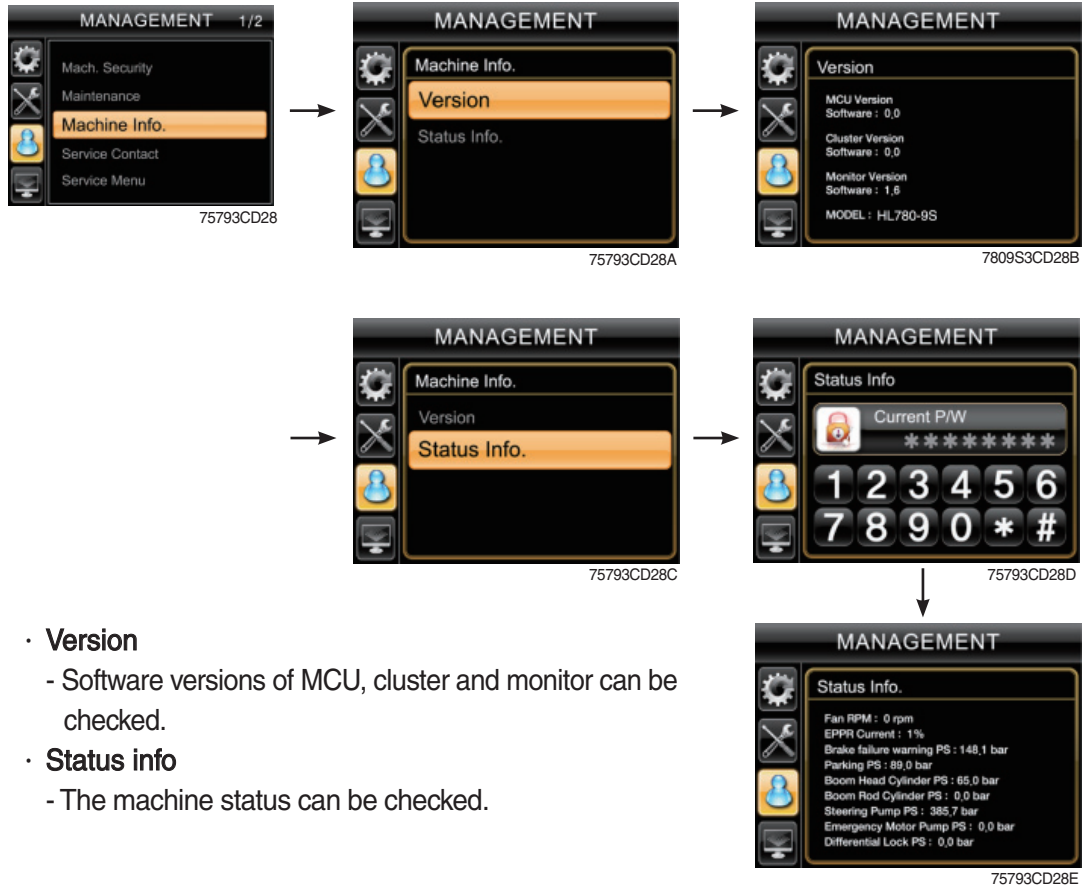 MANAGEMENT 1/2
Mach. Security
Maintenance
Machine Info.
Service Contact
Service Menu
75793CD28
MANAGEMENT
Machine Info.
Version
Status Info.
75793CD28A
MANAGEMENT
Version
MCU Version
Software : 0,0
Cluster Version
Software : 0,0
Monitor Version
Software : 1,6
MODEL : HL780-9S
7809S3CD28B
MANAGEMENT
Machine Info.
Version
Status Info.
75793CD28C
MANAGEMENT
Status Info
Current P/W
********
1 2 3 4 5 6
7 8 9 0 * #
75793CD28D
· Version
- Software versions of MCU, cluster and monitor can be
checked.
· Status info
- The machine status can be checked.
MANAGEMENT
Status Info.
Fan RPM : 0 rpm
EPPR Current : 1%
Brake failure warning PS : 148,1 bar
Parking PS : 89,0 bar
Boom Head Cylinder PS : 65,0 bar
Boom Rod Cylinder PS : 0,0 bar
Steering Pump PS : 385,7 bar
Emergency Motor Pump PS : 0,0 bar
Differential Lock PS : 0,0 bar
75793CD28E